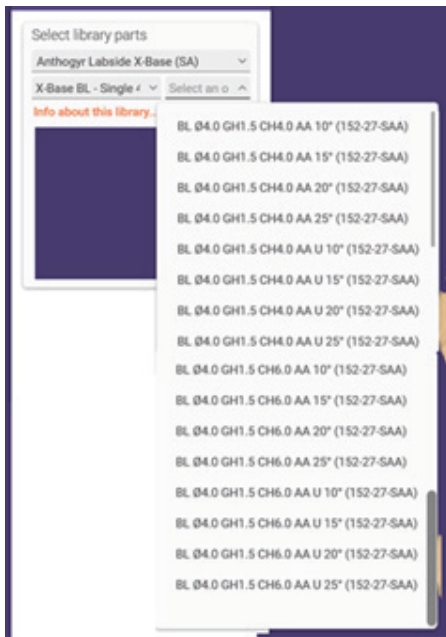 Select library parts
Anthogyr Labside X-Base (SA)
X-Base BL - Single Select an o
Info about this library...
BL Ø4.0 GH1.5 CH4.0 AA 10° (152-27-SAA)
BL Ø4.0 GH1.5 CH4.0 AA 15° (152-27-SAA)
BL Ø4.0 GH1.5 CH4.0 AA 20° (152-27-SAA)
BL Ø4.0 GH1.5 CH4.0 AA 25° (152-27-SAA)
BL Ø4.0 GH1.5 CH4.0 AA U 10° (152-27-SAA)
BL Ø4.0 GH1.5 CH4.0 AA U 15° (152-27-SAA)
BL Ø4.0 GH1.5 CH4.0 AA U 20° (152-27-SAA)
BL Ø4.0 GH1.5 CH4.0 AA U 25° (152-27-SAA)
BL Ø4.0 GH1.5 CH6.0 AA 10° (152-27-SAA)
BL Ø4.0 GH1.5 CH6.0 AA 15° (152-27-SAA)
BL Ø4.0 GH1.5 CH6.0 AA 20° (152-27-SAA)
BL Ø4.0 GH1.5 CH6.0 AA 25° (152-27-SAA)
BL Ø4.0 GH1.5 CH6.0 AA U 10° (152-27-SAA)
BL Ø4.0 GH1.5 CH6.0 AA U 15° (152-27-SAA)
BL Ø4.0 GH1.5 CH6.0 AA U 20° (152-27-SAA)
BL Ø4.0 GH1.5 CH6.0 AA U 25° (152-27-SAA)